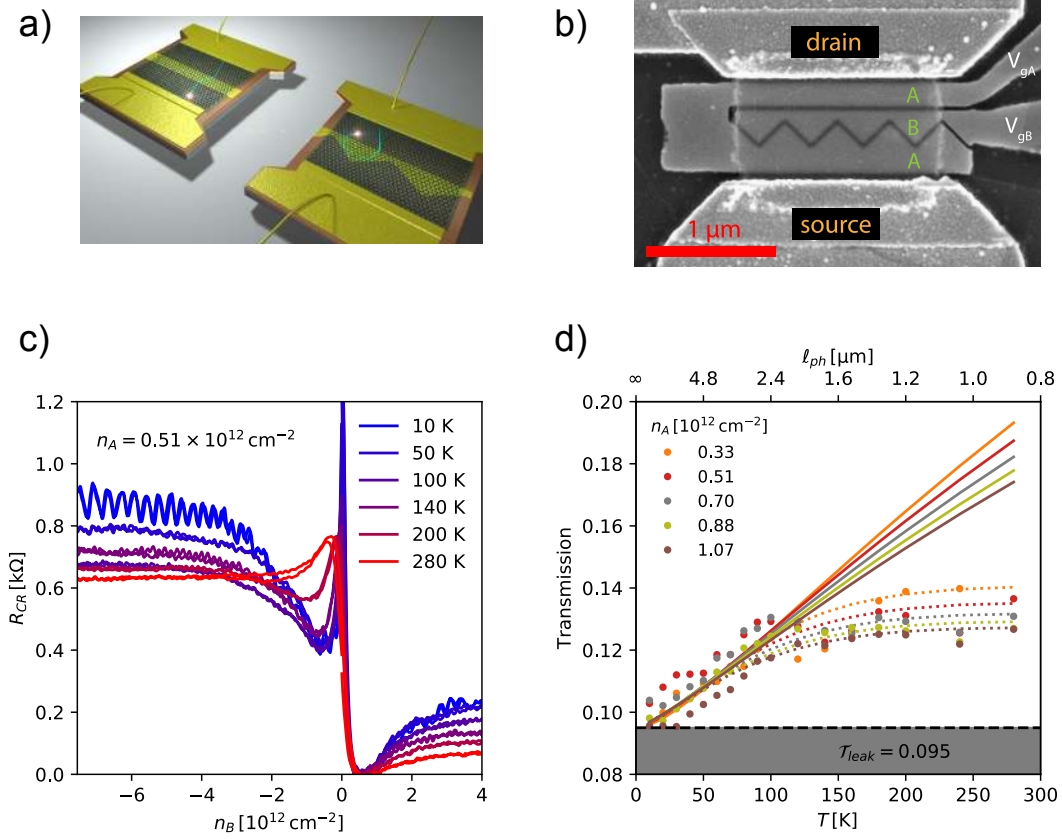 a)
b)
drain
V_gA
A
B
V_gB
A
source
1 μm
c)
d)
ℓ_ph [μm]
∞ 4.8 2.4 1.6 1.2 1.0 0.8
1.2
1.0
0.8
0.6
0.4
0.2
0.0
R_CR [kΩ]
n_A = 0.51 × 10^12 cm^−2
10 K
50 K
100 K
140 K
200 K
280 K
−6 −4 −2 0 2 4
n_B [10^12 cm^−2]
0.20
0.18
0.16
0.14
0.12
0.10
0.08
Transmission
n_A [10^12 cm^−2]
0.33
0.51
0.70
0.88
1.07
𝒯_leak = 0.095
0 50 100 150 200 250 300
T [K]